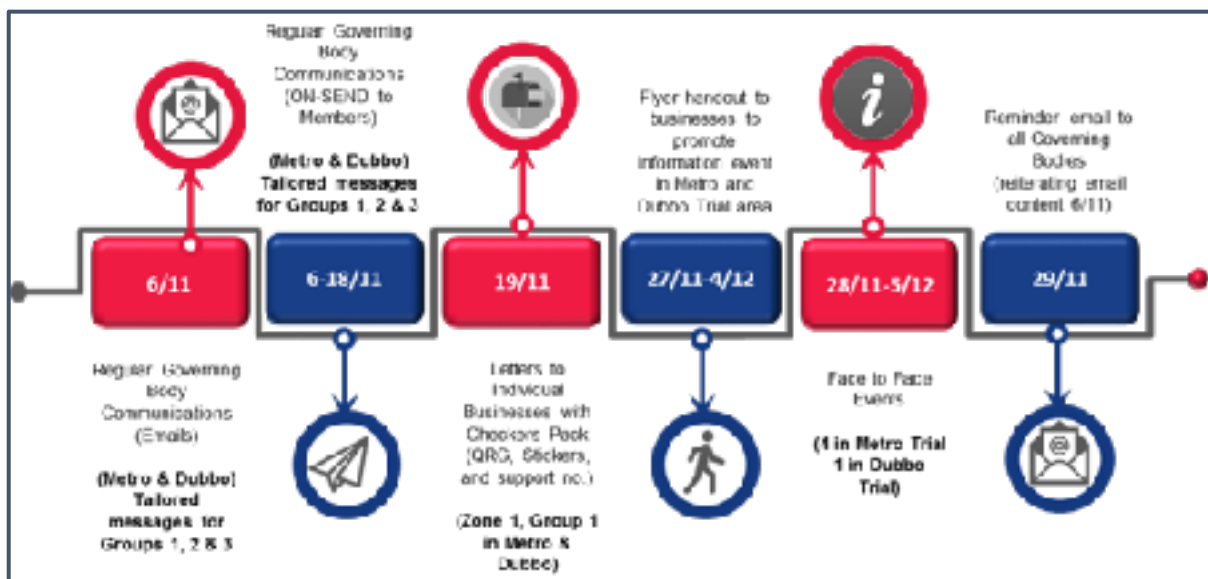 Regular Governing
Body
Communications
(ON-SEND to
Members)
(Metro & Dubbo)
Tailored messages
for Groups 1, 2 & 3
Flyer handout to
businesses to
promote
information event
in Metro and
Dubbo Trial area
Reminder email to
all Governing
Bodies
(reiterating email
content 6/11)
6/11
6-18/11
19/11
27/11-4/12
28/11-5/12
29/11
Regular Governing
Body
Communications
(Emails)
(Metro & Dubbo)
Tailored
messages for
Groups 1, 2 & 3
Letters to
Individual
Businesses with
Checkers Pack
(QRG, Stickers,
and support no.)
(Zone 1, Group 1
in Metro &
Dubbo)
Face to Face
Events
in Metro Trial
1 in Dubbo
Trial)